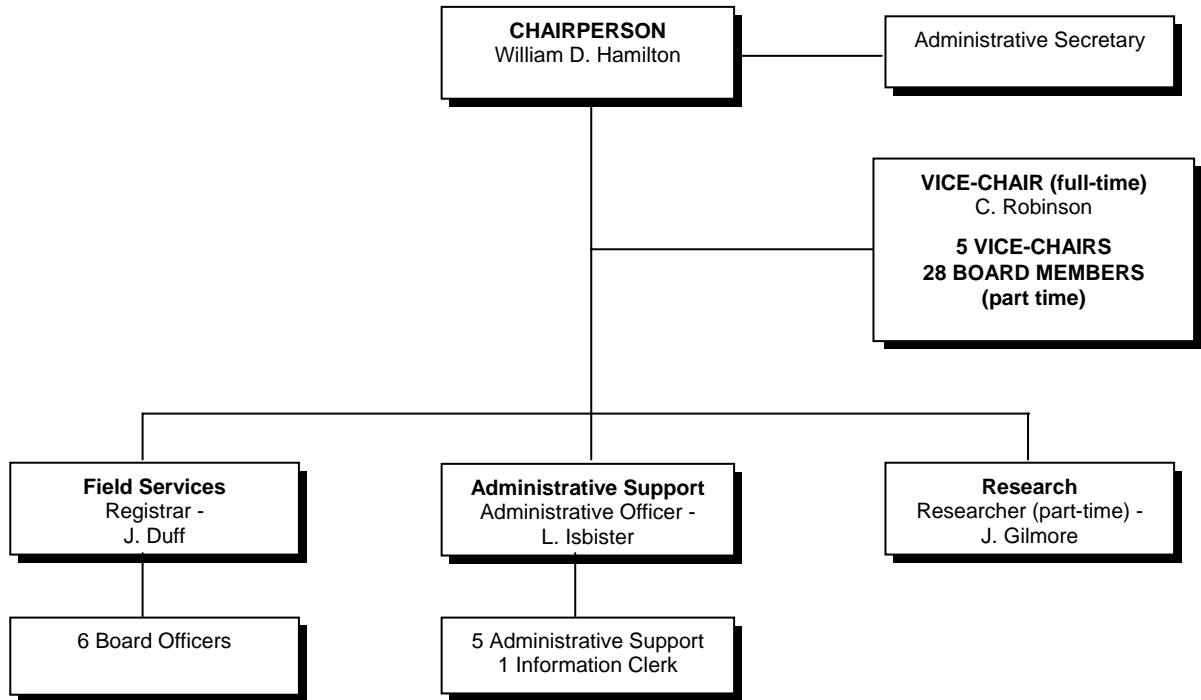 CHAIRPERSON
William D. Hamilton
Administrative Secretary
VICE-CHAIR (full-time)
C. Robinson
5 VICE-CHAIRS
28 BOARD MEMBERS
(part time)
Field Services
Registrar -
J. Duff
Administrative Support
Administrative Officer -
L. Isbister
Research
Researcher (part-time) -
J. Gilmore
6 Board Officers
5 Administrative Support
1 Information Clerk